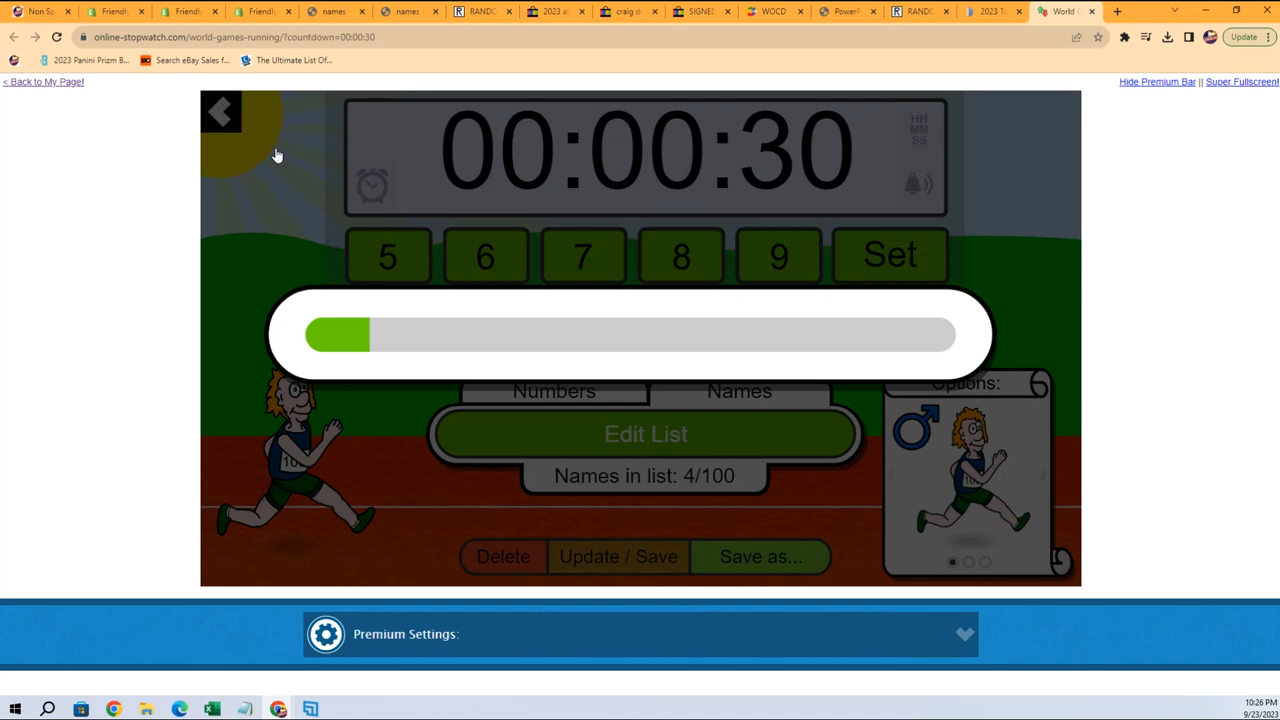 Non Sp
Friendly
Friendly
Friendly
names
names
RANDO
2023 a
craig d
SIGNED
WOCD
PowerP
RANDO
2023 To
World
online-stopwatch.com/world-games-running/?countdown=00:00:30
Update
2023 Panini Prizm B...
Search eBay Sales f...
The Ultimate List Of...
< Back to My Page!
Hide Premium Bar || Super Fullscreen!
00:00:30
HH
MM
SS
5 6 7 8 9 Set
Numbers Names
Options:
Edit List
Names in list: 4/100
Delete Update / Save Save as...
Premium Settings:
10:26 PM
9/23/2023